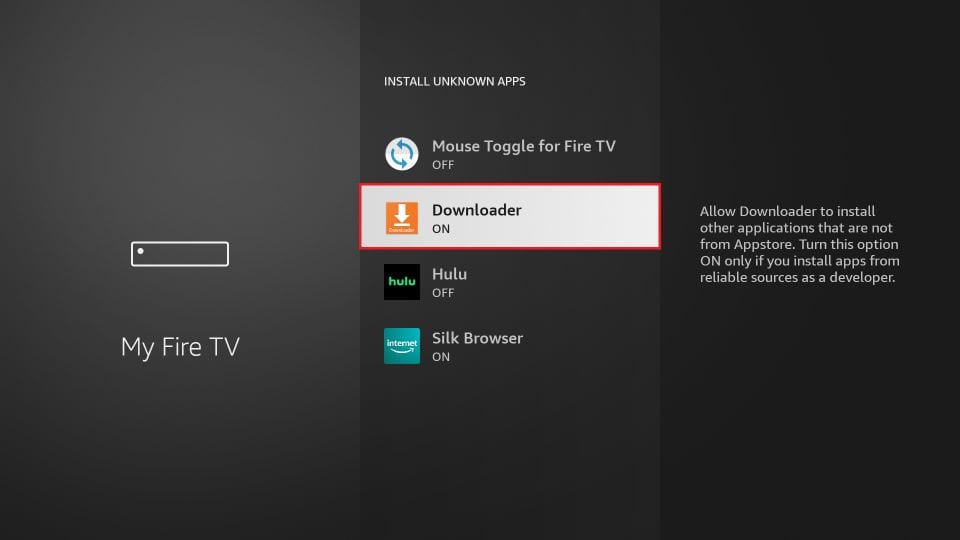 INSTALL UNKNOWN APPS
Mouse Toggle for Fire TV
OFF
Downloader
Downloader
ON
hulu
Hulu
OFF
internet
Silk Browser
ON
My Fire TV
Allow Downloader to install
other applications that are not
from Appstore. Turn this option
ON only if you install apps from
reliable sources as a developer.